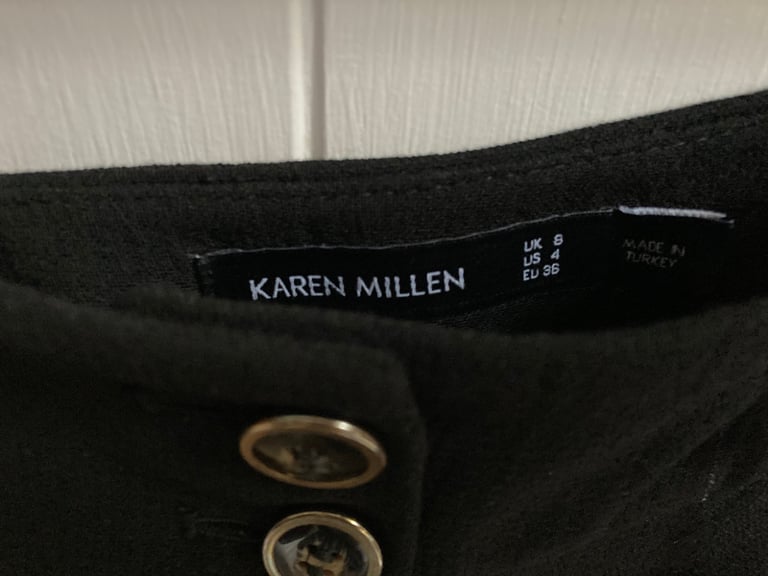 KAREN MILLEN
UK 8
US 4
EU 36
MADE IN
TURKEY